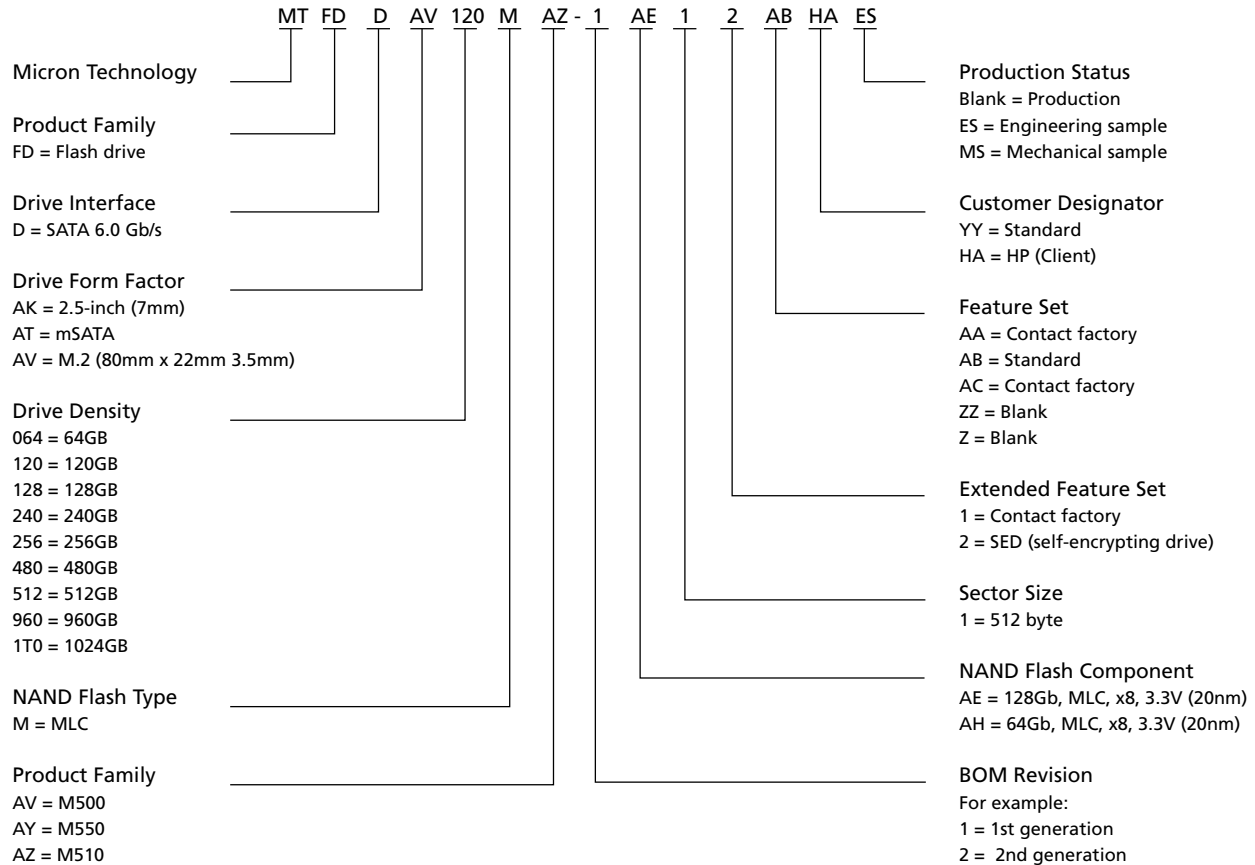 MT FD D AV 120 M AZ - 1 AE 1 2 AB HA ES
Micron Technology
Product Family
FD = Flash drive
Drive Interface
D = SATA 6.0 Gb/s
Drive Form Factor
AK = 2.5-inch (7mm)
AT = mSATA
AV = M.2 (80mm x 22mm 3.5mm)
Drive Density
064 = 64GB
120 = 120GB
128 = 128GB
240 = 240GB
256 = 256GB
480 = 480GB
512 = 512GB
960 = 960GB
1T0 = 1024GB
NAND Flash Type
M = MLC
Product Family
AV = M500
AY = M550
AZ = M510
Production Status
Blank = Production
ES = Engineering sample
MS = Mechanical sample
Customer Designator
YY = Standard
HA = HP (Client)
Feature Set
AA = Contact factory
AB = Standard
AC = Contact factory
ZZ = Blank
Z = Blank
Extended Feature Set
1 = Contact factory
2 = SED (self-encrypting drive)
Sector Size
1 = 512 byte
NAND Flash Component
AE = 128Gb, MLC, x8, 3.3V (20nm)
AH = 64Gb, MLC, x8, 3.3V (20nm)
BOM Revision
For example:
1 = 1st generation
2 = 2nd generation